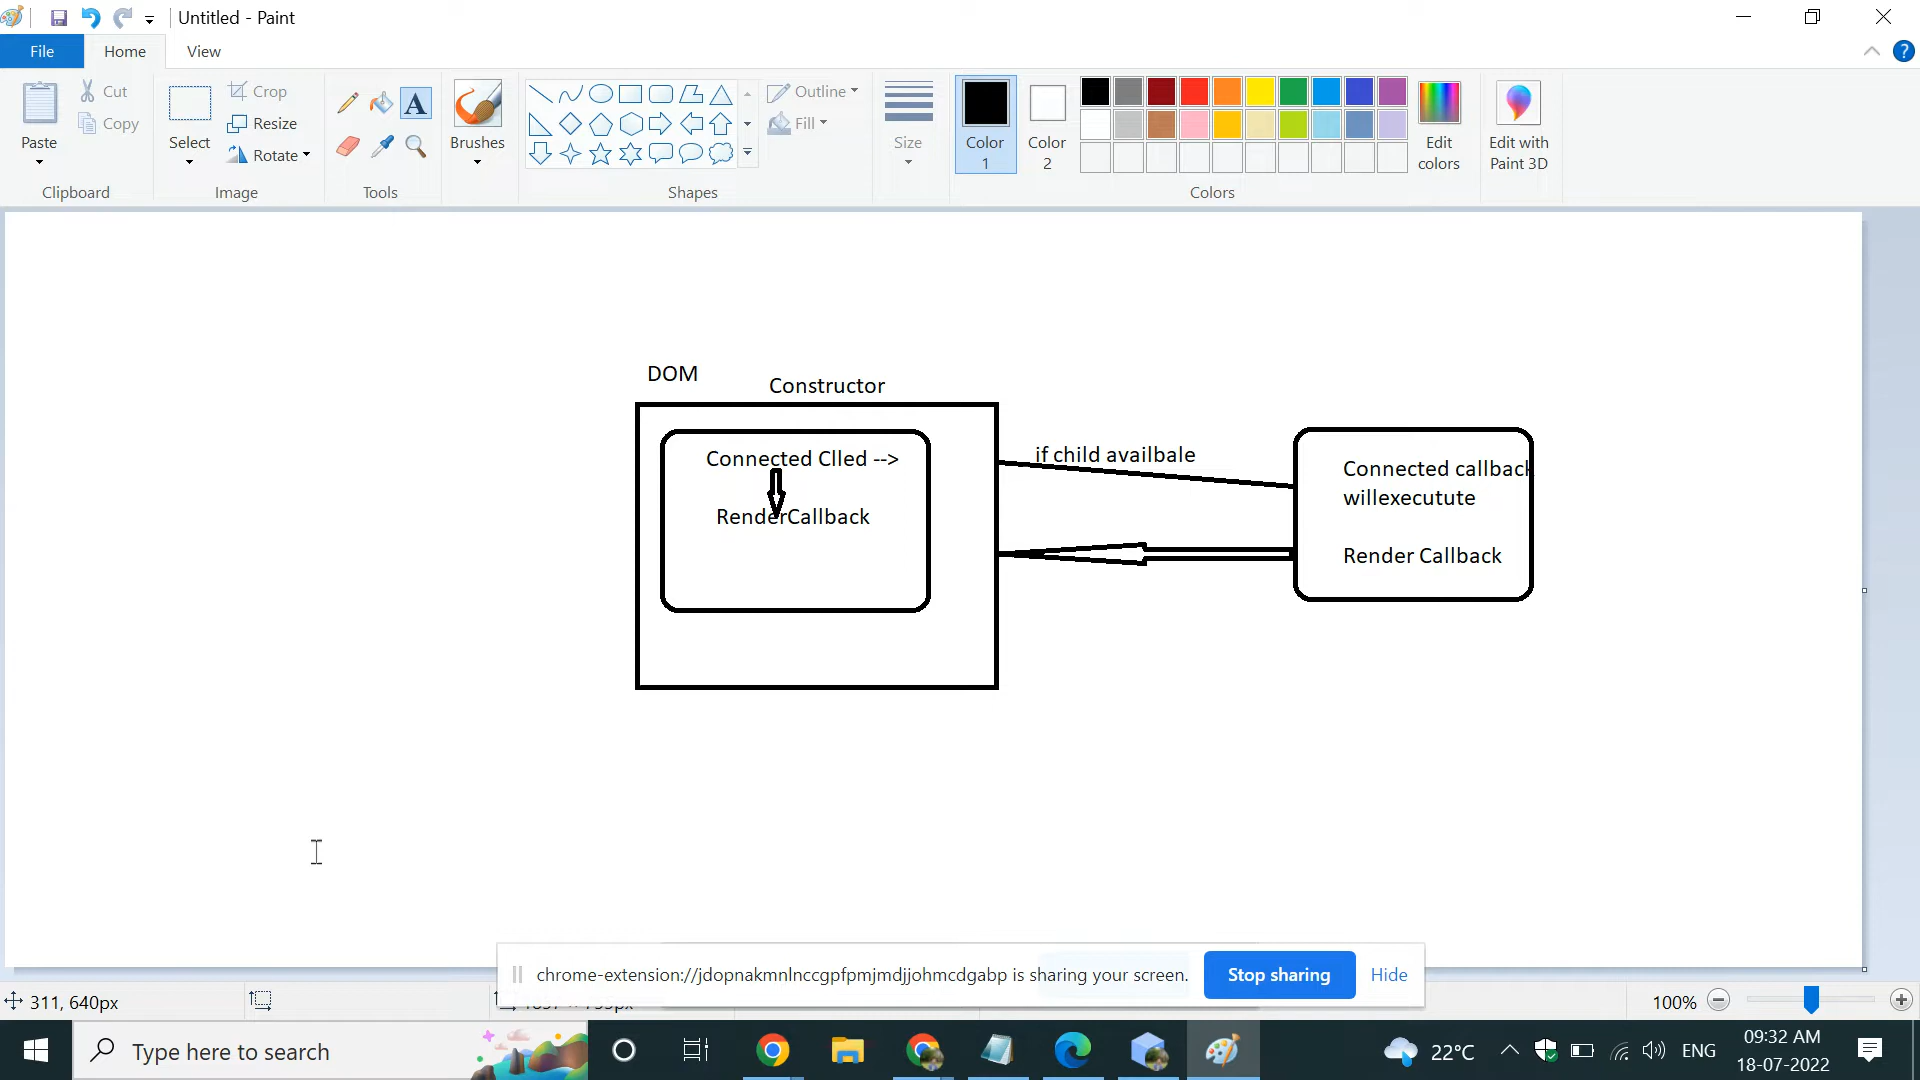 Untitled - Paint
File Home View
Paste
Cut
Copy
Clipboard
Select
Crop
Resize
Rotate
Image
A
Tools
Brushes
Outline
Fill
Shapes
Size
Color 1
Color 2
Edit colors
Edit with Paint 3D
Colors
DOM
Constructor
Connected Clled -->
RenderCallback
if child availbale
Connected callback
willexecutute
Render Callback
chrome-extension://jdopnakmnlnccgpfpmjmdjjohmcdgabp is sharing your screen.
Stop sharing
Hide
311, 640px
100%
Type here to search
22°C
ENG
09:32 AM
18-07-2022